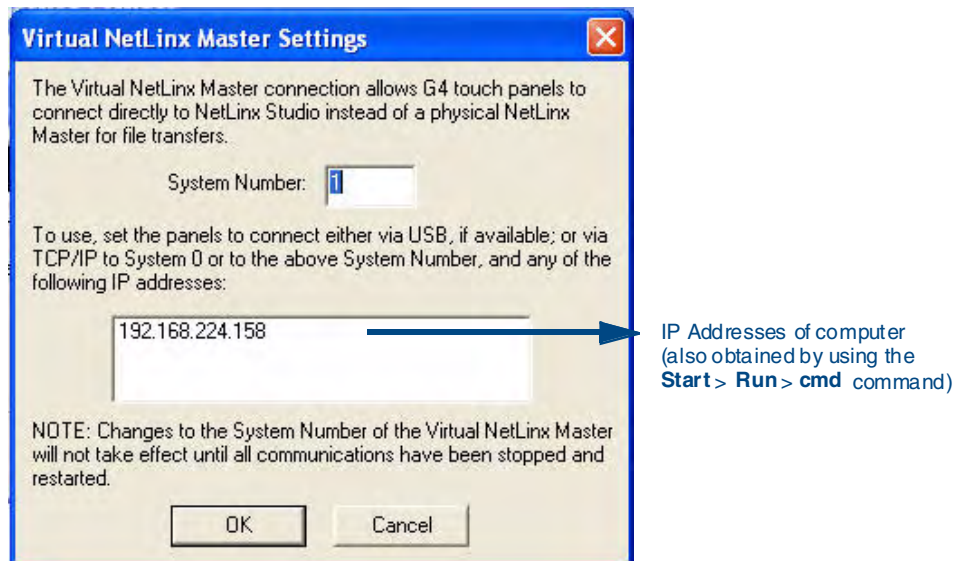 Virtual NetLinx Master Settings
The Virtual NetLinx Master connection allows G4 touch panels to
connect directly to NetLinx Studio instead of a physical NetLinx
Master for file transfers.
System Number: 1
To use, set the panels to connect either via USB, if available; or via
TCP/IP to System 0 or to the above System Number, and any of the
following IP addresses:
192.168.224.158
IP Addresses of computer
(also obtained by using the
Start > Run > cmd command)
NOTE: Changes to the System Number of the Virtual NetLinx Master
will not take effect until all communications have been stopped and
restarted.
OK Cancel